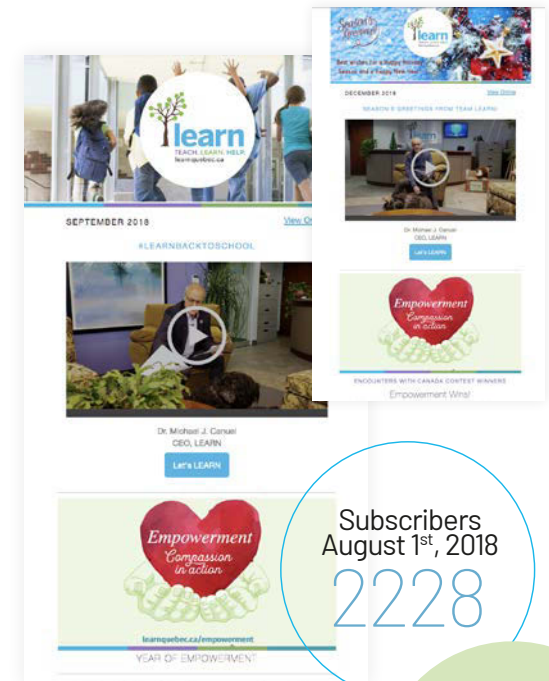 learn
TEACH. LEARN. HELP.
learnquebec.ca
SEPTEMBER 2018
View On
#LEARNBACKTOSCHOOL
Dr. Michael J. Canuel
CEO, LEARN
Let's LEARN
Empowerment
Compassion
in action
learnquebec.ca/empowerment
YEAR OF EMPOWERMENT
Season's
Greetings
learn
Best wishes for a happy holiday
season and a happy new year
DECEMBER 2018
View Online
SEASON'S GREETINGS FROM TEAM LEARN!
Dr. Michael J. Canuel
CEO, LEARN
Let's LEARN
Empowerment
Compassion
in action
ENCOUNTERS WITH CANADA CONTEST WINNERS
Empowerment Wins!
Subscribers
August 1st, 2018
2228